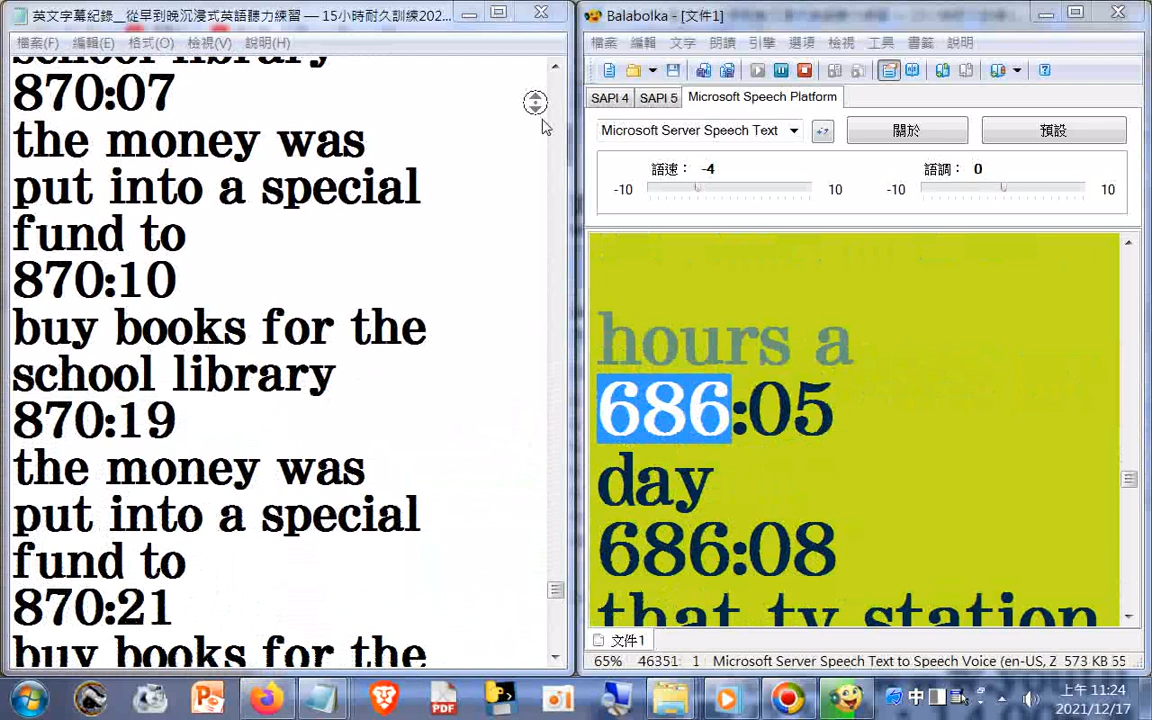 英文字幕紀錄__從早到晚沉浸式英語聽力練習 — 15小時耐久訓練202...
檔案(F) 編輯(E) 格式(O) 檢視(V) 說明(H)
school library
870:07
the money was
put into a special
fund to
870:10
buy books for the
school library
870:19
the money was
put into a special
fund to
870:21
buy books for the
Balabolka - [文件1]
檔案 編輯 文字 朗讀 引擎 選項 檢視 工具 書籤 說明
SAPI 4 SAPI 5 Microsoft Speech Platform
Microsoft Server Speech Text 關於 預設
語速： -4 語調： 0
-10 10 -10 10
hours a
686:05
day
686:08
that tv station
文件1
65% 46351: 1 Microsoft Server Speech Text to Speech Voice (en-US, Z 573 KB 55
PDF 中 上午 11:24
2021/12/17